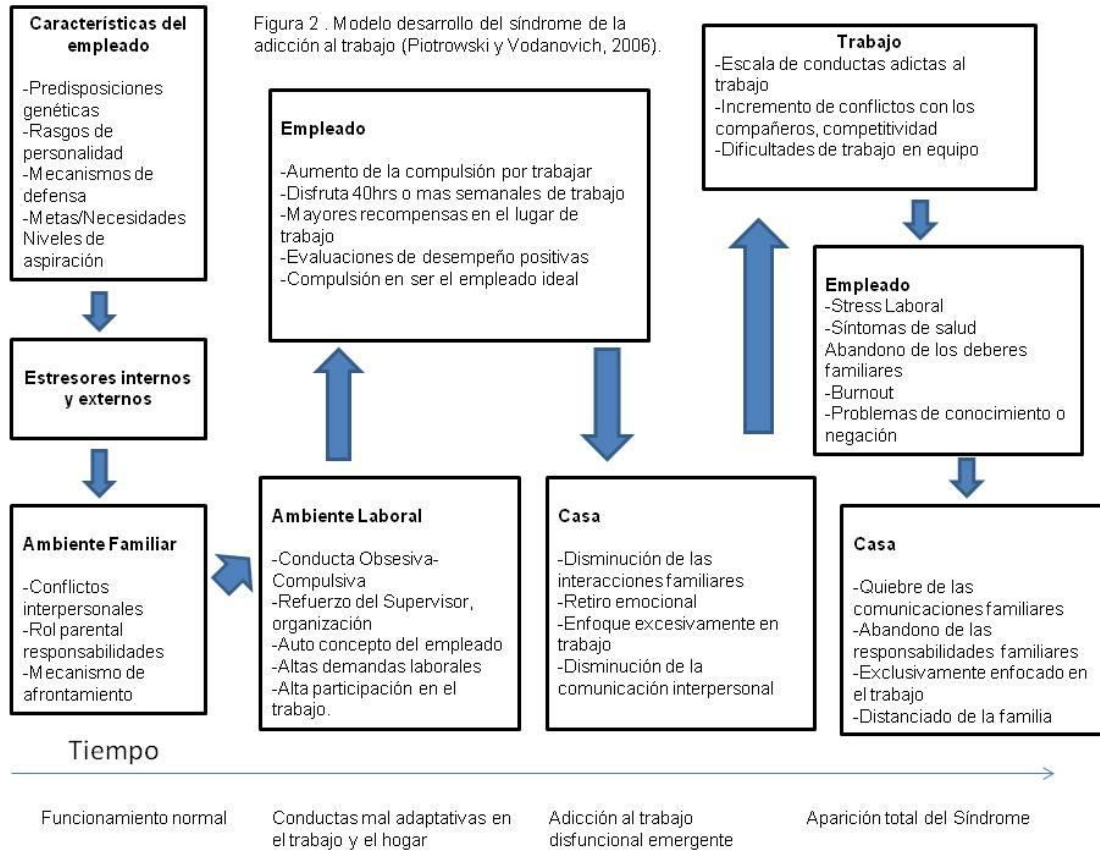 Características del
empleado
-Predisposiciones
genéticas
-Rasgos de
personalidad
-Mecanismos de
defensa
-Metas/Necesidades
Niveles de
aspiración
Estresores internos
y externos
Ambiente Familiar
-Conflictos
interpersonales
-Rol parental
responsabilidades
-Mecanismo de
afrontamiento
Figura 2 . Modelo desarrollo del síndrome de la
adicción al trabajo (Piotrowski y Vodanovich, 2006).
Empleado
-Aumento de la compulsión por trabajar
-Disfruta 40hrs o mas semanales de trabajo
-Mayores recompensas en el lugar de
trabajo
-Evaluaciones de desempeño positivas
-Compulsión en ser el empleado ideal
Ambiente Laboral
-Conducta Obsesiva-
Compulsiva
-Refuerzo del Supervisor,
organización
-Auto concepto del empleado
-Altas demandas laborales
-Alta participación en el
trabajo.
Casa
-Disminución de las
interacciones familiares
-Retiro emocional
-Enfoque excesivamente en
trabajo
-Disminución de la
comunicación interpersonal
Trabajo
-Escala de conductas adictas al
trabajo
-Incremento de conflictos con los
compañeros, competitividad
-Dificultades de trabajo en equipo
Empleado
-Stress Laboral
-Síntomas de salud
Abandono de los deberes
familiares
-Burnout
-Problemas de conocimiento o
negación
Casa
-Quiebre de las
comunicaciones familiares
-Abandono de las
responsabilidades familiares
-Exclusivamente enfocado en
el trabajo
-Distanciado de la familia
Tiempo
Funcionamiento normal
Conductas mal adaptativas en
el trabajo y el hogar
Adicción al trabajo
disfuncional emergente
Aparición total del Síndrome